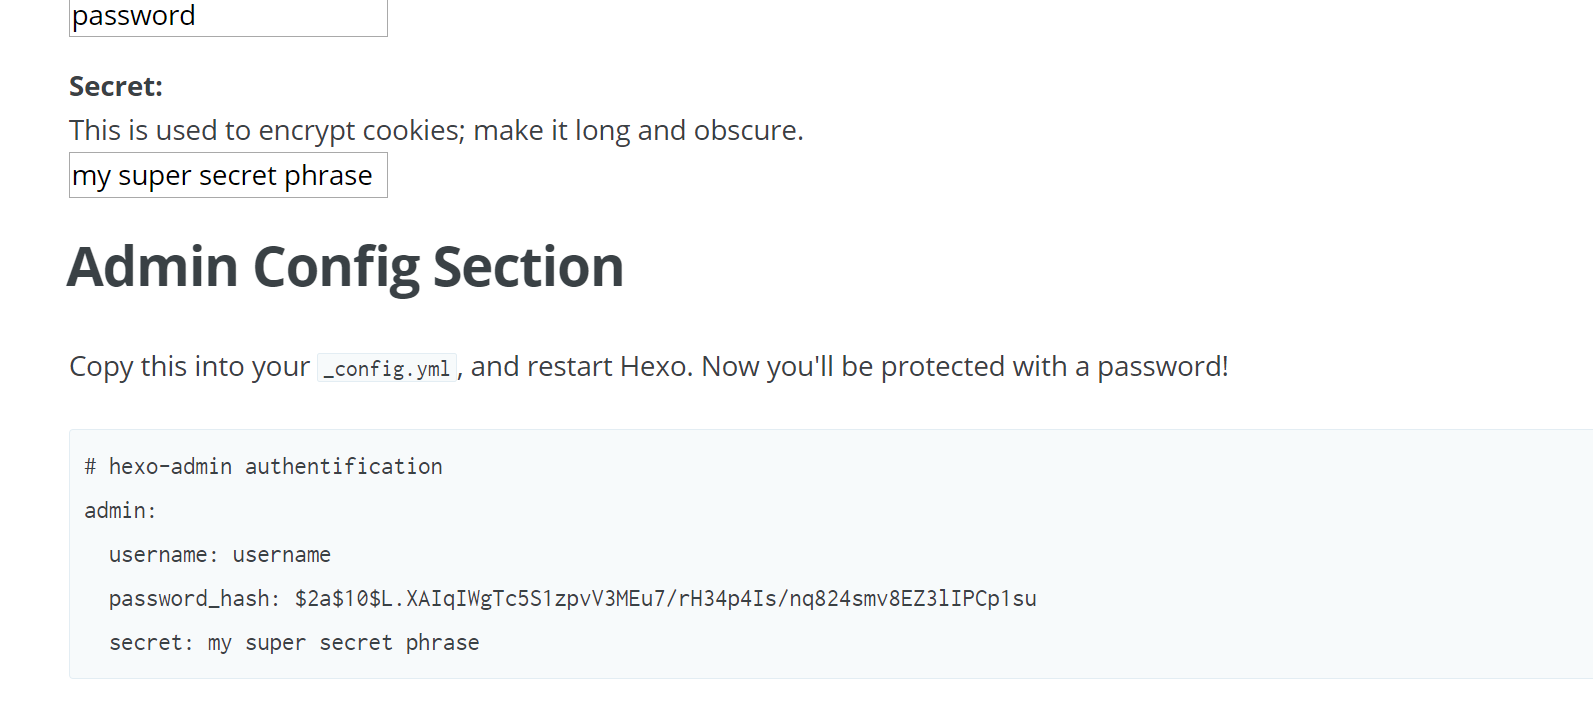 password
Secret:
This is used to encrypt cookies; make it long and obscure.
my super secret phrase
Admin Config Section
Copy this into your _config.yml, and restart Hexo. Now you'll be protected with a password!
# hexo-admin authentification
admin:
  username: username
  password_hash: $2a$10$L.XAIqIWgTc5S1zpvV3MEu7/rH34p4Is/nq824smv8EZ3lIPCp1su
  secret: my super secret phrase